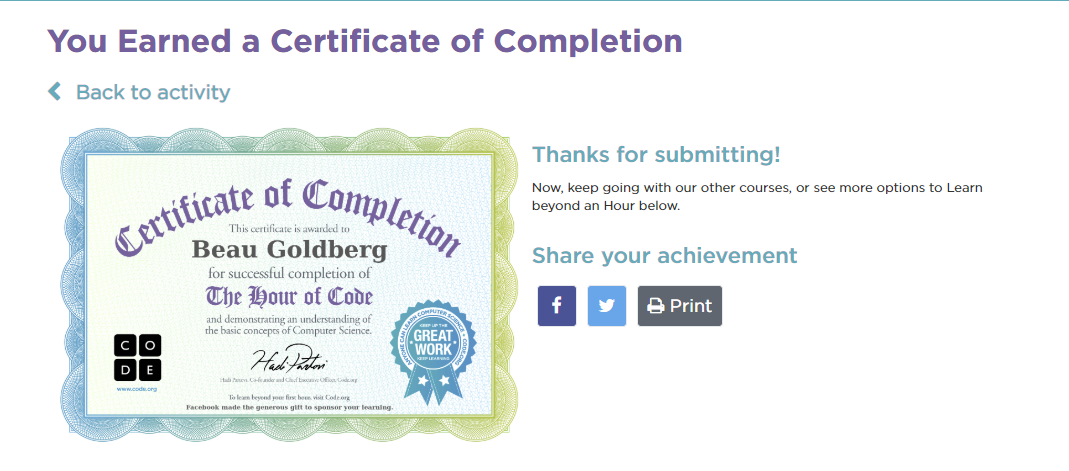 You Earned a Certificate of Completion
Back to activity
Certificate of Completion
This certificate is awarded to
Beau Goldberg
for successful completion of
The Hour of Code
and demonstrating an understanding of
the basic concepts of Computer Science.
C O
D E
www.code.org
Hadi Partovi
Hadi Partovi, Co-founder and Chief Executive Officer, Code.org
To learn beyond your first hour, visit Code.org
Facebook made the generous gift to sponsor your learning.
ANYONE CAN LEARN COMPUTER SCIENCE
KEEP UP THE
GREAT
WORK
KEEP LEARNING
Thanks for submitting!
Now, keep going with our other courses, or see more options to Learn
beyond an Hour below.
Share your achievement
f
Print